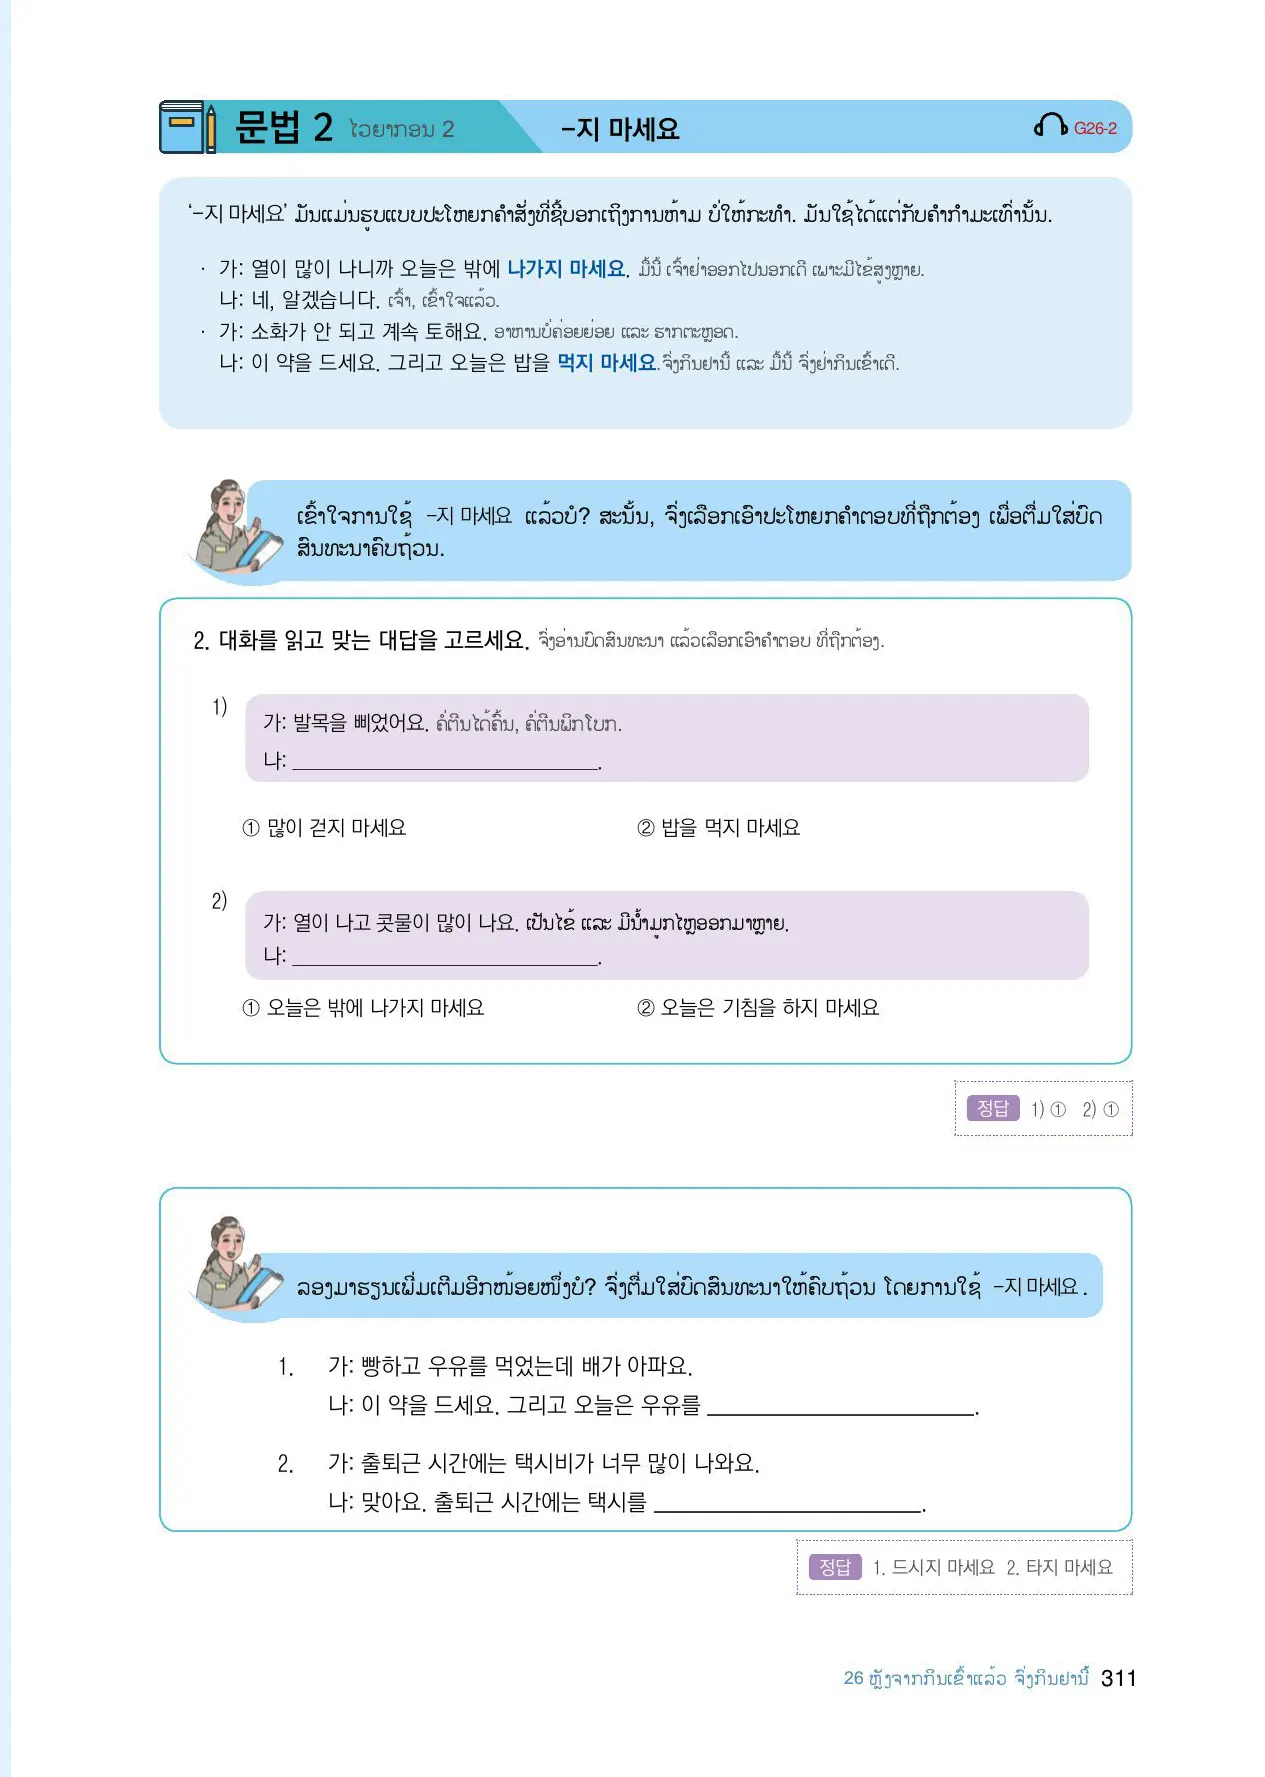 문법 2 ໄວຍາກອນ 2 -지 마세요 G26-2
‘-지 마세요’ ມັນແມ່ນຮູບແບບປະໂຫຍກຄຳສັ່ງທີ່ຊີ້ບອກເຖິງການຫ້າມ ບໍ່ໃຫ້ກະທຳ. ມັນໃຊ້ໄດ້ແຕ່ກັບຄຳກຳມະເທົ່ານັ້ນ.
· 가: 열이 많이 나니까 오늘은 밖에 나가지 마세요. ມື້ນີ້ ເຈົ້າຢ່າອອກໄປນອກເດີ ເພາະມີໄຂ້ສູງຫຼາຍ.
나: 네, 알겠습니다. ເຈົ້າ, ເຂົ້າໃຈແລ້ວ.
· 가: 소화가 안 되고 계속 토해요. ອາຫານບໍ່ຄ່ອຍຍ່ອຍ ແລະ ຮາກຕະຫຼອດ.
나: 이 약을 드세요. 그리고 오늘은 밥을 먹지 마세요.ຈົ່ງກິນຢານີ້ ແລະ ມື້ນີ້ ຈົ່ງຢ່າກິນເຂົ້າເດີ.
ເຂົ້າໃຈການໃຊ້ -지 마세요 ແລ້ວບໍ? ສະນັ້ນ, ຈົ່ງເລືອກເອົາປະໂຫຍກຄຳຕອບທີ່ຖືກຕ້ອງ ເພື່ອຕື່ມໃສ່ບົດ
ສົນທະນາຄົບຖ້ວນ.
2. 대화를 읽고 맞는 대답을 고르세요. ຈົ່ງອ່ານບົດສົນທະນາ ແລ້ວເລືອກເອົາຄຳຕອບ ທີ່ຖືກຕ້ອງ.
1)
가: 발목을 삐었어요. ຄໍ່ຕີນໄດ້ຄົ້ນ, ຄໍ່ຕີນພິກໂບກ.
나: ____________________.
① 많이 걷지 마세요 ② 밥을 먹지 마세요
2)
가: 열이 나고 콧물이 많이 나요. ເປັນໄຂ້ ແລະ ມີນ້ຳມູກໄຫຼອອກມາຫຼາຍ.
나: ____________________.
① 오늘은 밖에 나가지 마세요 ② 오늘은 기침을 하지 마세요
정답 1) ① 2) ①
ລອງມາຮຽນເພີ່ມເຕີມອີກໜ້ອຍໜຶ່ງບໍ? ຈົ່ງຕື່ມໃສ່ບົດສົນທະນາໃຫ້ຄົບຖ້ວນ ໂດຍການໃຊ້ -지 마세요 .
1. 가: 빵하고 우유를 먹었는데 배가 아파요.
나: 이 약을 드세요. 그리고 오늘은 우유를 ____________________.
2. 가: 출퇴근 시간에는 택시비가 너무 많이 나와요.
나: 맞아요. 출퇴근 시간에는 택시를 ____________________.
정답 1. 드시지 마세요 2. 타지 마세요
26 ຫຼັງຈາກກິນເຂົ້າແລ້ວ ຈົ່ງກິນຢານີ້ 311